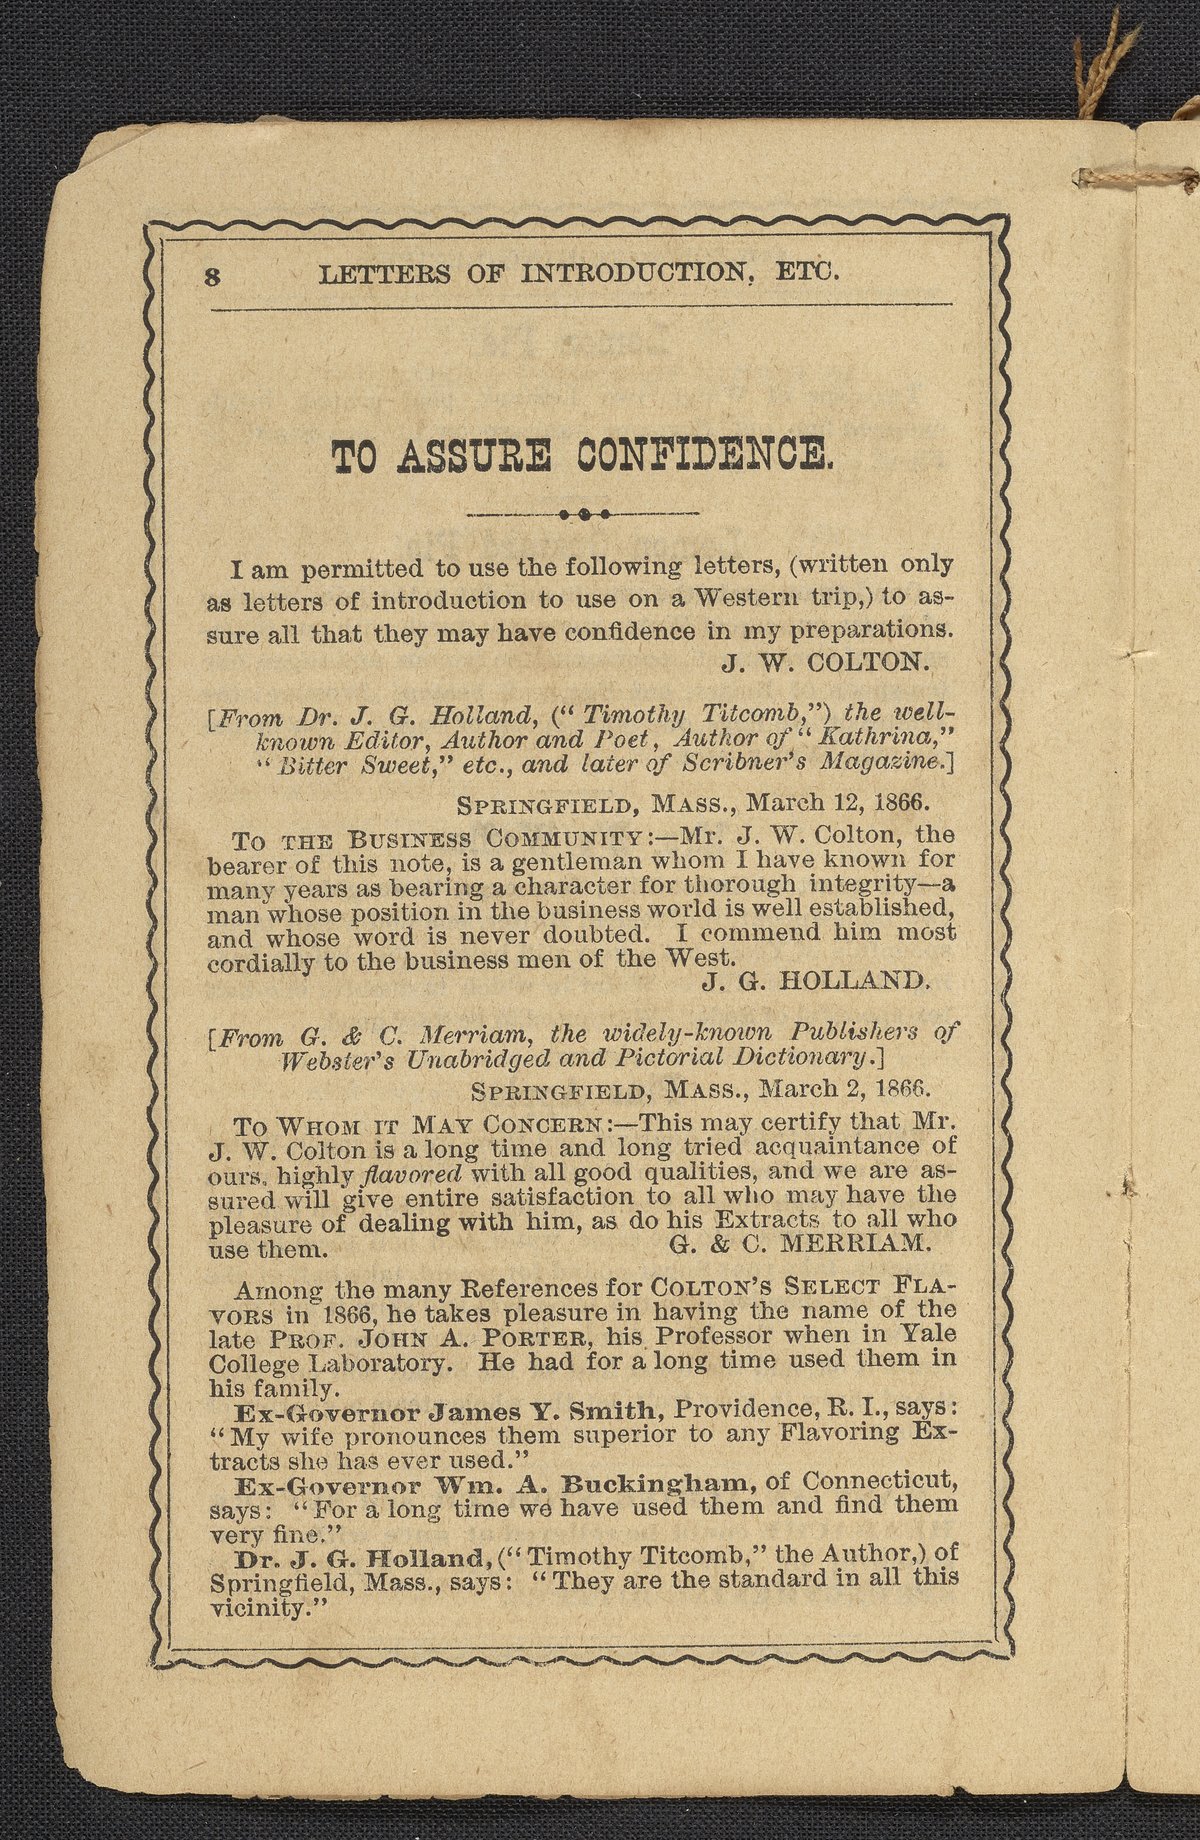 8 LETTERS OF INTRODUCTION, ETC.
TO ASSURE CONFIDENCE.
I am permitted to use the following letters, (written only
as letters of introduction to use on a Western trip,) to as-
sure all that they may have confidence in my preparations.
J. W. COLTON.
[From Dr. J. G. Holland, (“Timothy Titcomb,”) the well-
known Editor, Author and Poet, Author of “Kathrina,”
“Bitter Sweet,” etc., and later of Scribner's Magazine.]
SPRINGFIELD, MASS., March 12, 1866.
TO THE BUSINESS COMMUNITY:—Mr. J. W. Colton, the
bearer of this note, is a gentleman whom I have known for
many years as bearing a character for thorough integrity—a
man whose position in the business world is well established,
and whose word is never doubted. I commend him most
cordially to the business men of the West.
J. G. HOLLAND.
[From G. & C. Merriam, the widely-known Publishers of
Webster's Unabridged and Pictorial Dictionary.]
SPRINGFIELD, MASS., March 2, 1866.
TO WHOM IT MAY CONCERN:—This may certify that Mr.
J. W. Colton is a long time and long tried acquaintance of
ours, highly flavored with all good qualities, and we are as-
sured will give entire satisfaction to all who may have the
pleasure of dealing with him, as do his Extracts to all who
use them. G. & C. MERRIAM.
Among the many References for COLTON'S SELECT FLA-
VORS in 1866, he takes pleasure in having the name of the
late PROF. JOHN A. PORTER, his Professor when in Yale
College Laboratory. He had for a long time used them in
his family.
Ex-Governor James Y. Smith, Providence, R. I., says:
“My wife pronounces them superior to any Flavoring Ex-
tracts she has ever used.”
Ex-Governor Wm. A. Buckingham, of Connecticut,
says: “For a long time we have used them and find them
very fine.”
Dr. J. G. Holland, (“Timothy Titcomb,” the Author,) of
Springfield, Mass., says: “They are the standard in all this
vicinity.”